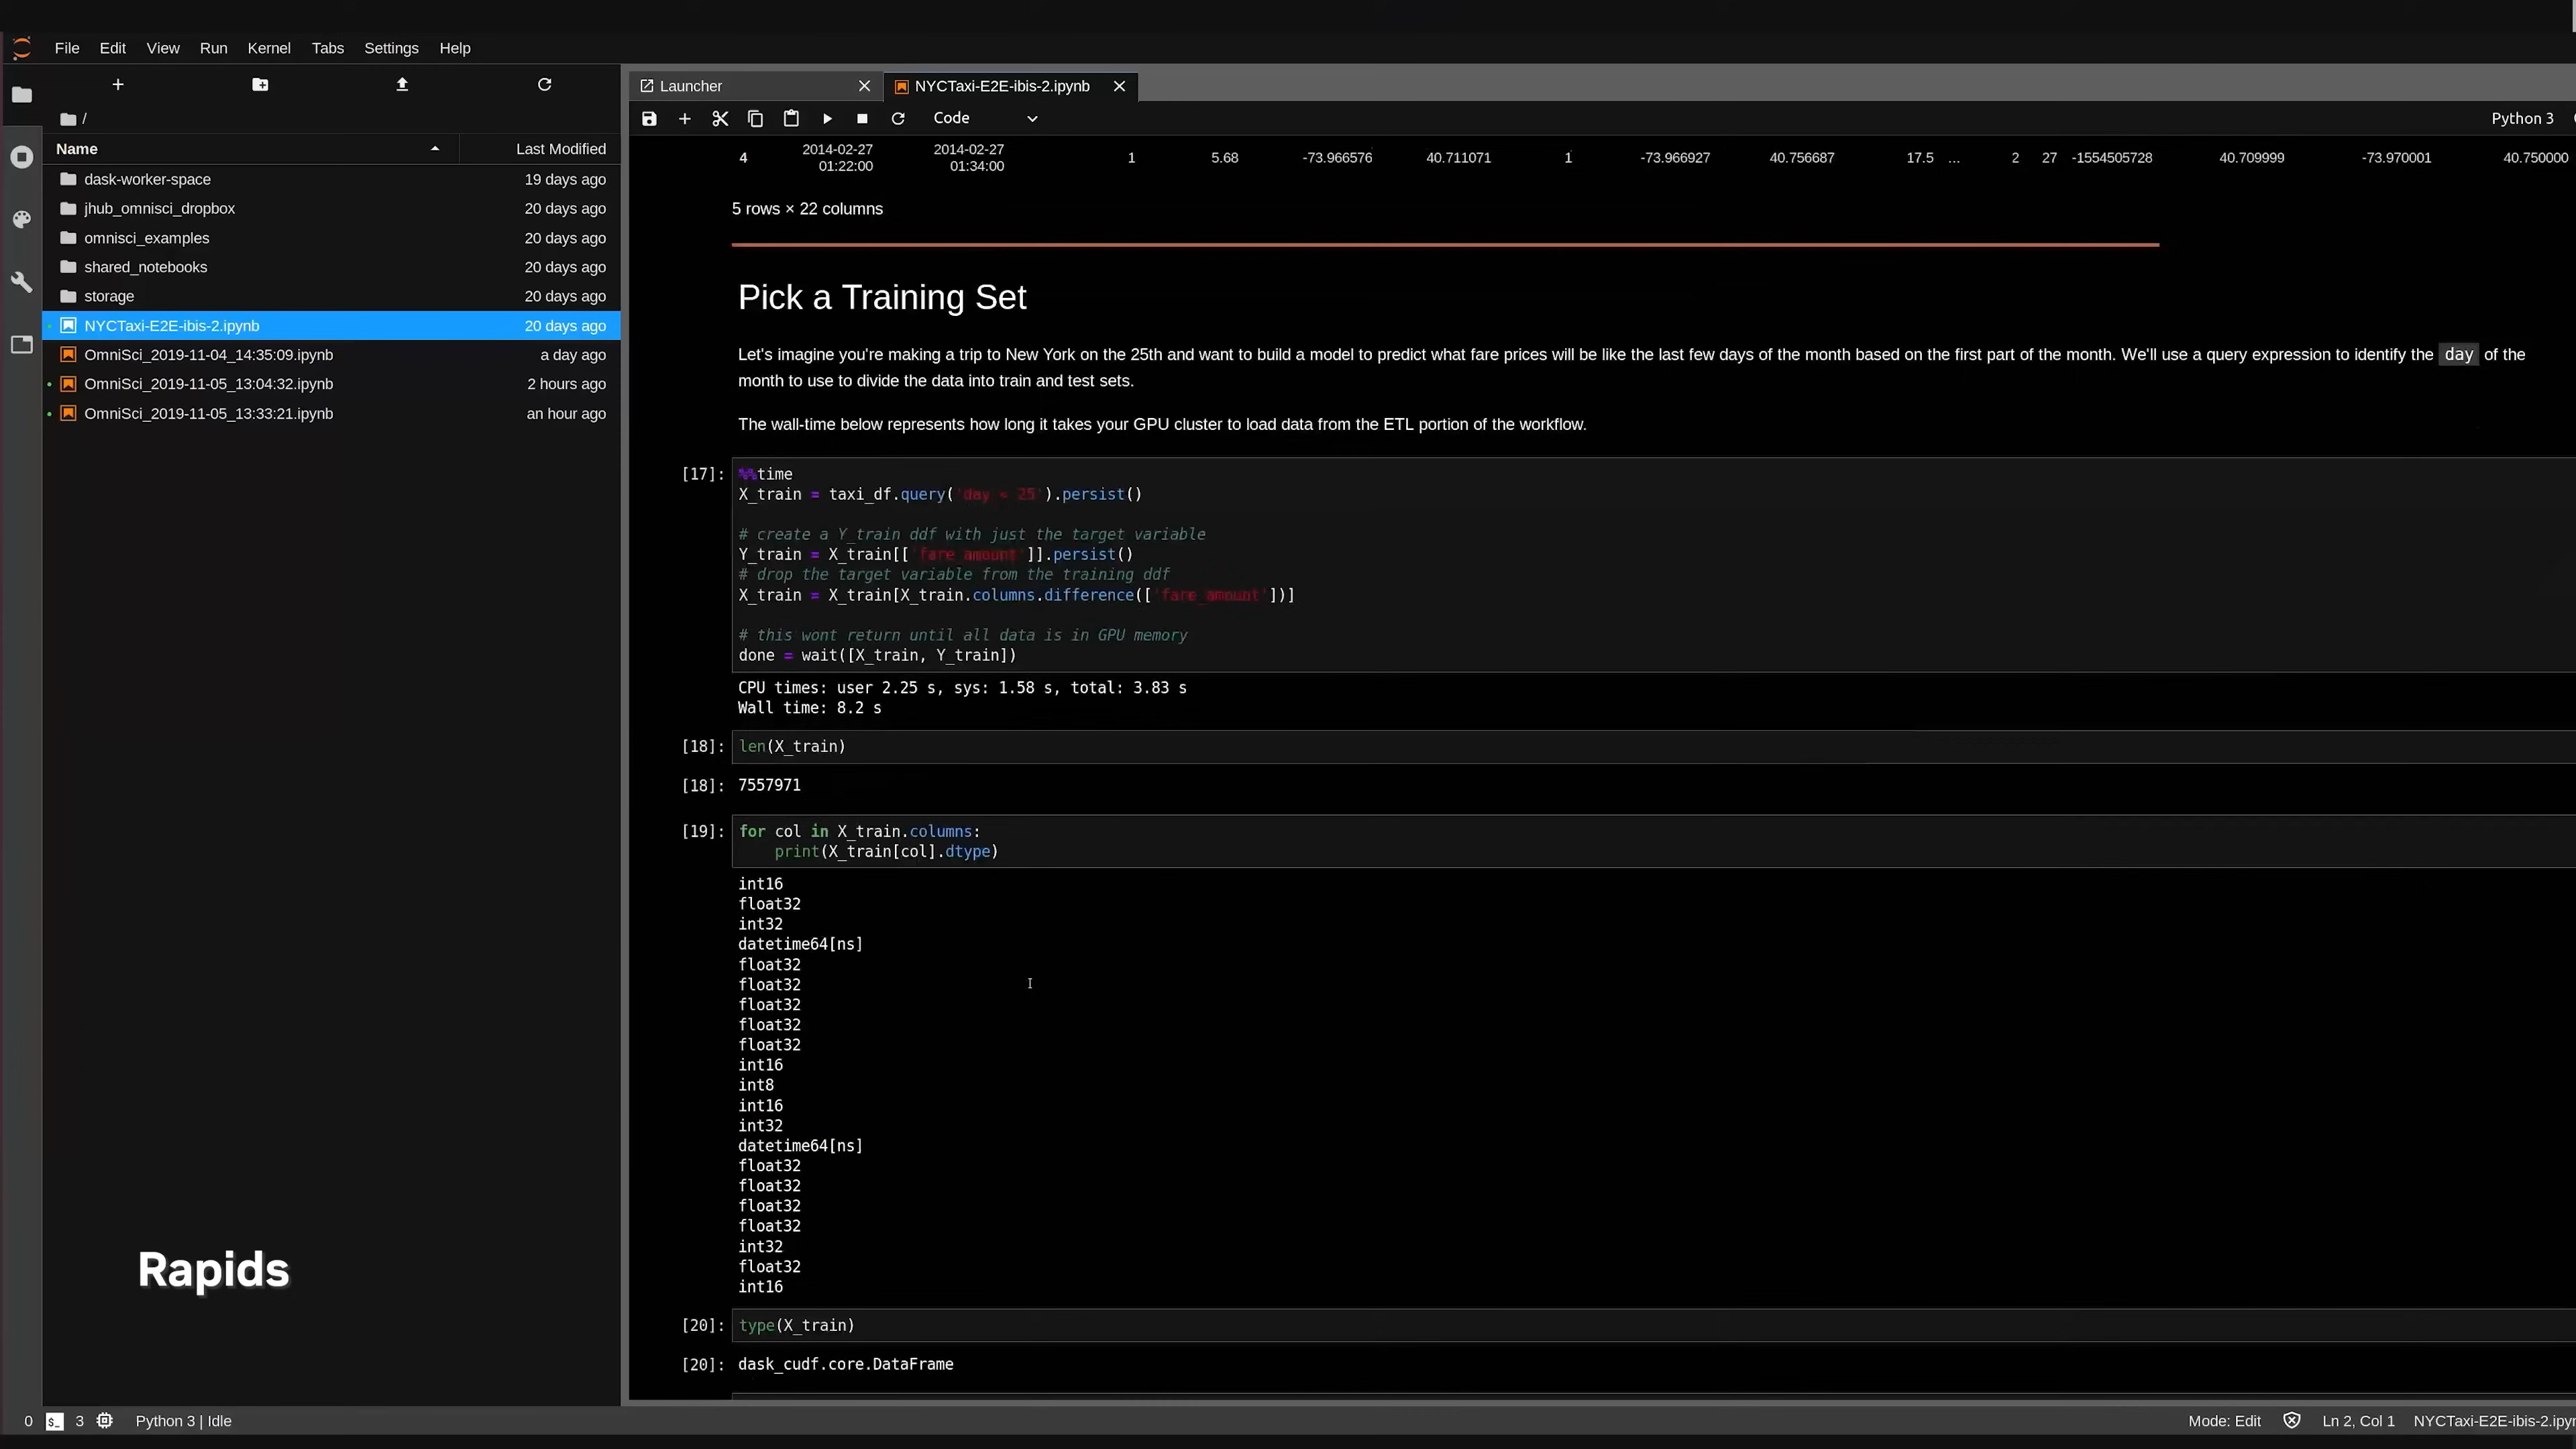 File Edit View Run Kernel Tabs Settings Help
/
Name Last Modified
dask-worker-space 19 days ago
jhub_omnisci_dropbox 20 days ago
omnisci_examples 20 days ago
shared_notebooks 20 days ago
storage 20 days ago
NYCTaxi-E2E-ibis-2.ipynb 20 days ago
OmniSci_2019-11-04_14:35:09.ipynb a day ago
OmniSci_2019-11-05_13:04:32.ipynb 2 hours ago
OmniSci_2019-11-05_13:33:21.ipynb an hour ago
Rapids
Launcher NYCTaxi-E2E-ibis-2.ipynb
Code Python 3
4 2014-02-27 01:22:00 2014-02-27 01:34:00 1 5.68 -73.966576 40.711071 1 -73.966927 40.756687 17.5 ... 2 27 -1554505728 40.709999 -73.970001 40.750000
5 rows × 22 columns
Pick a Training Set
Let's imagine you're making a trip to New York on the 25th and want to build a model to predict what fare prices will be like the last few days of the month based on the first part of the month. We'll use a query expression to identify the day of the
month to use to divide the data into train and test sets.
The wall-time below represents how long it takes your GPU cluster to load data from the ETL portion of the workflow.
[17]: %%time
X_train = taxi_df.query('day < 25').persist()
# create a Y_train ddf with just the target variable
Y_train = X_train[['fare_amount']].persist()
# drop the target variable from the training ddf
X_train = X_train[X_train.columns.difference(['fare_amount'])]
# this wont return until all data is in GPU memory
done = wait([X_train, Y_train])
CPU times: user 2.25 s, sys: 1.58 s, total: 3.83 s
Wall time: 8.2 s
[18]: len(X_train)
[18]: 7557971
[19]: for col in X_train.columns:
print(X_train[col].dtype)
int16
float32
int32
datetime64[ns]
float32
float32
float32
float32
float32
int16
int8
int16
int32
datetime64[ns]
float32
float32
float32
float32
int32
float32
int16
[20]: type(X_train)
[20]: dask_cudf.core.DataFrame
0 $_ 3 Python 3 | Idle Mode: Edit Ln 2, Col 1 NYCTaxi-E2E-ibis-2.ipyn